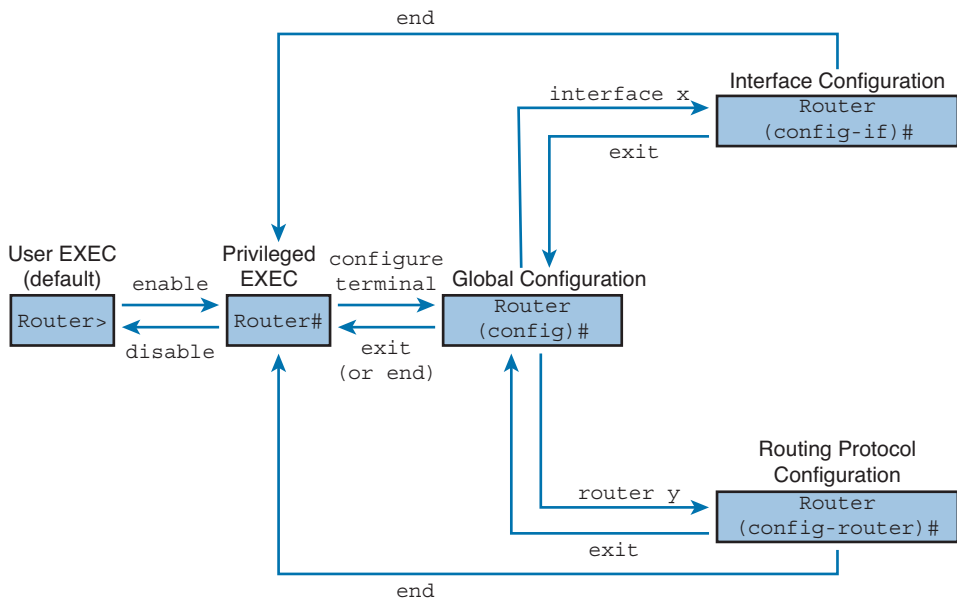 end
Interface Configuration
interface x
Router
(config-if)#
exit
User EXEC
(default)
Privileged
EXEC
configure
terminal
Global Configuration
enable
Router>
Router#
Router
(config)#
disable
exit
(or end)
Routing Protocol
Configuration
router y
Router
(config-router)#
exit
end